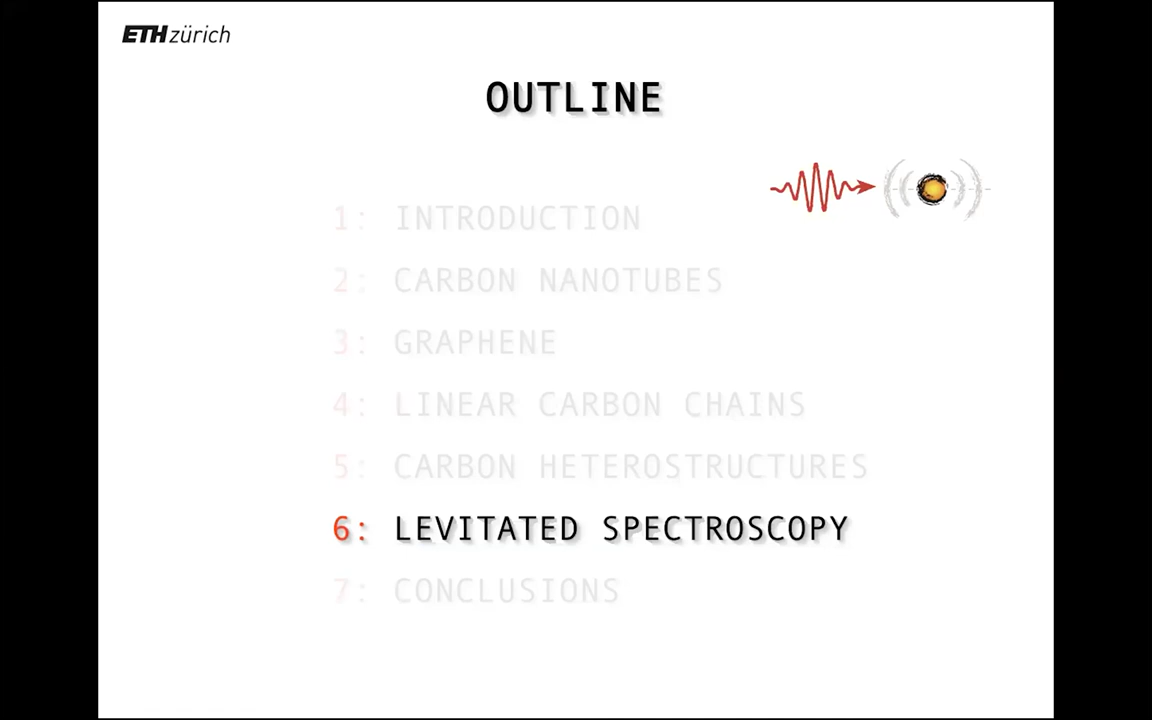 ETH zürich
OUTLINE
1: INTRODUCTION
2: CARBON NANOTUBES
3: GRAPHENE
4: LINEAR CARBON CHAINS
5: CARBON HETEROSTRUCTURES
6: LEVITATED SPECTROSCOPY
7: CONCLUSIONS